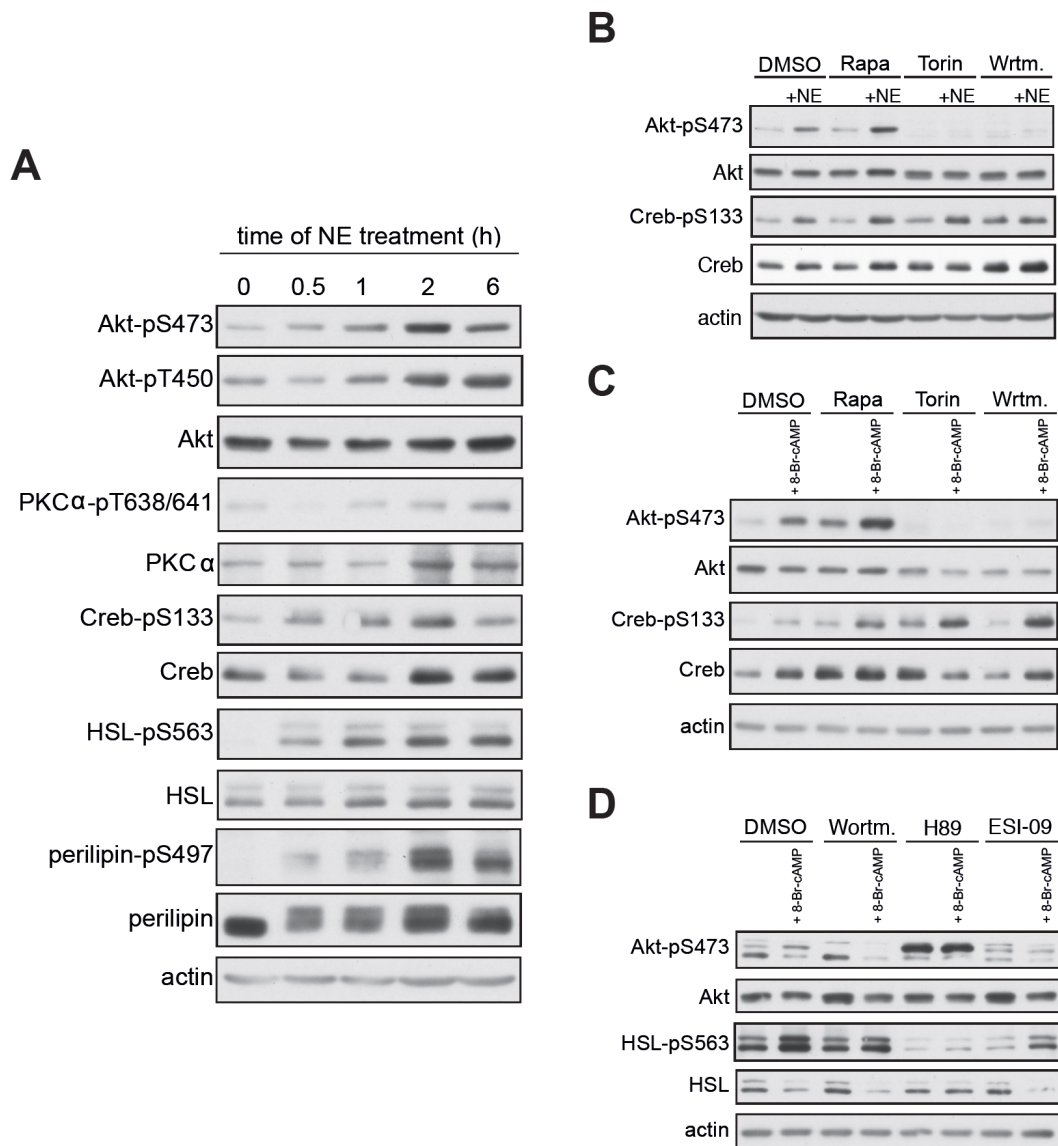 A
time of NE treatment (h)
0 0.5 1 2 6
Akt-pS473
Akt-pT450
Akt
PKCα-pT638/641
PKCα
Creb-pS133
Creb
HSL-pS563
HSL
perilipin-pS497
perilipin
actin
B
DMSO Rapa Torin Wrtm.
+NE +NE +NE +NE
Akt-pS473
Akt
Creb-pS133
Creb
actin
C
DMSO Rapa Torin Wrtm.
+ 8-Br-cAMP + 8-Br-cAMP + 8-Br-cAMP + 8-Br-cAMP
Akt-pS473
Akt
Creb-pS133
Creb
actin
D
DMSO Wortm. H89 ESI-09
+ 8-Br-cAMP + 8-Br-cAMP + 8-Br-cAMP + 8-Br-cAMP
Akt-pS473
Akt
HSL-pS563
HSL
actin